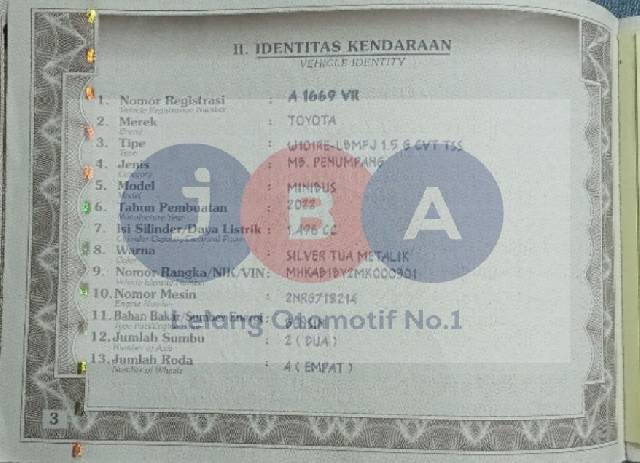 II. IDENTITAS KENDARAAN
VEHICLE IDENTITY
1. Nomor Registrasi : A 1669 VR
Vehicle Registration Number
2. Merek : TOYOTA
Brand
3. Tipe : W101RE-LBMFJ 1.5 G CVT TSS
Type
4. Jenis : MB. PENUMPANG
Category
5. Model : MINIBUS
Model
6. Tahun Pembuatan : 2022
Manufacture Year
7. Isi Silinder/Daya Listrik : 1.496 CC
8. Warna : SILVER TUA METALIK
Color
9. Nomor Rangka/NIK/VIN :
10. Nomor Mesin :
Engine Number
11. Bahan Bakar/Sumber Energi :
12. Jumlah Sumbu : 2 ( DUA )
Number of Axle
13. Jumlah Roda : 4 ( EMPAT )
Number of Wheels
3
JBA
Lelang Otomotif No.1